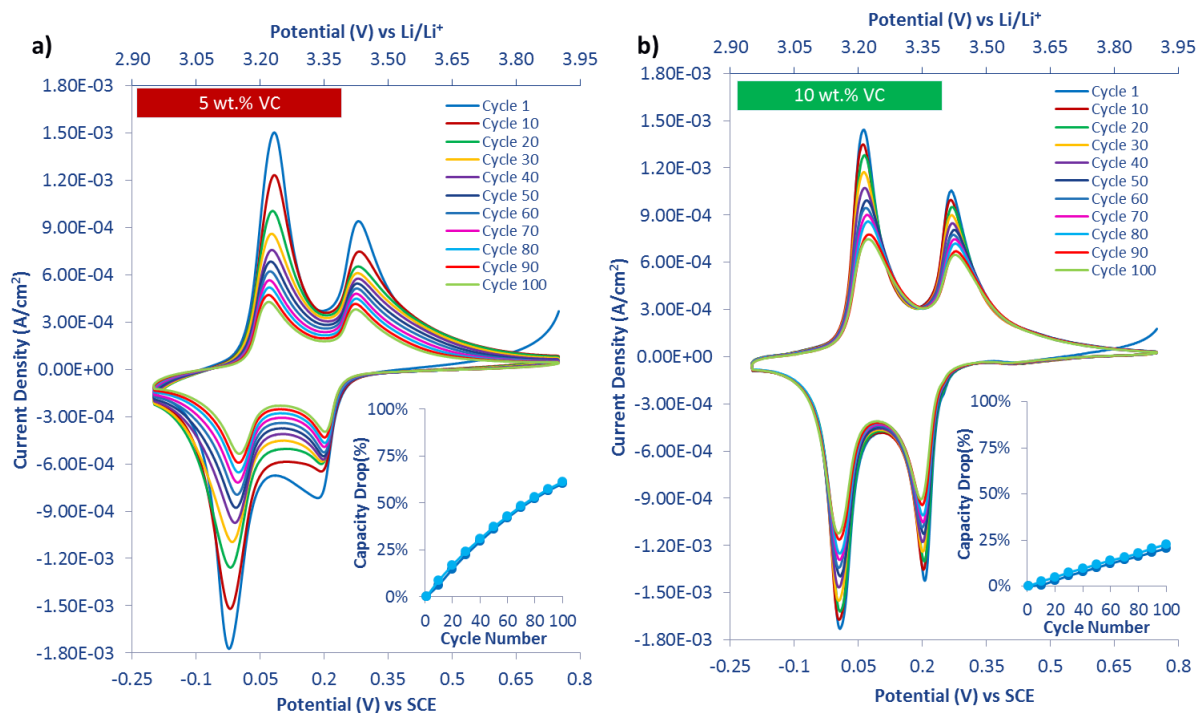 a)
Potential (V) vs Li/Li⁺
2.90 3.05 3.20 3.35 3.50 3.65 3.80 3.95
5 wt.% VC
1.80E-03
1.50E-03
1.20E-03
9.00E-04
6.00E-04
3.00E-04
0.00E+00
-3.00E-04
-6.00E-04
-9.00E-04
-1.20E-03
-1.50E-03
-1.80E-03
Current Density (A/cm²)
Cycle 1
Cycle 10
Cycle 20
Cycle 30
Cycle 40
Cycle 50
Cycle 60
Cycle 70
Cycle 80
Cycle 90
Cycle 100
Capacity Drop(%)
100%
75%
50%
25%
0%
0 20 40 60 80 100
Cycle Number
-0.25 -0.1 0.05 0.2 0.35 0.5 0.65 0.8
Potential (V) vs SCE
b)
Potential (V) vs Li/Li⁺
2.90 3.05 3.20 3.35 3.50 3.65 3.80 3.95
10 wt.% VC
1.80E-03
1.50E-03
1.20E-03
9.00E-04
6.00E-04
3.00E-04
0.00E+00
-3.00E-04
-6.00E-04
-9.00E-04
-1.20E-03
-1.50E-03
-1.80E-03
Current Density (A/cm²)
Cycle 1
Cycle 10
Cycle 20
Cycle 30
Cycle 40
Cycle 50
Cycle 60
Cycle 70
Cycle 80
Cycle 90
Cycle 100
Capacity Drop(%)
100%
75%
50%
25%
0%
0 20 40 60 80 100
Cycle Number
-0.25 -0.1 0.05 0.2 0.35 0.5 0.65 0.8
Potential (V) vs SCE